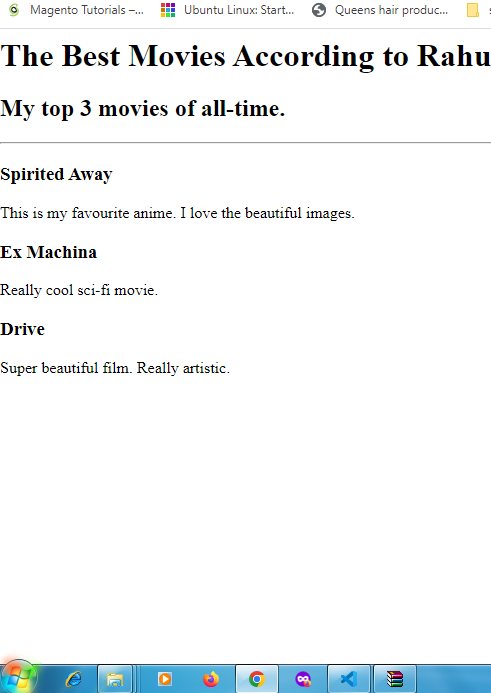 Magento Tutorials –... Ubuntu Linux: Start... Queens hair produc...
The Best Movies According to Rahu
My top 3 movies of all-time.
Spirited Away
This is my favourite anime. I love the beautiful images.
Ex Machina
Really cool sci-fi movie.
Drive
Super beautiful film. Really artistic.